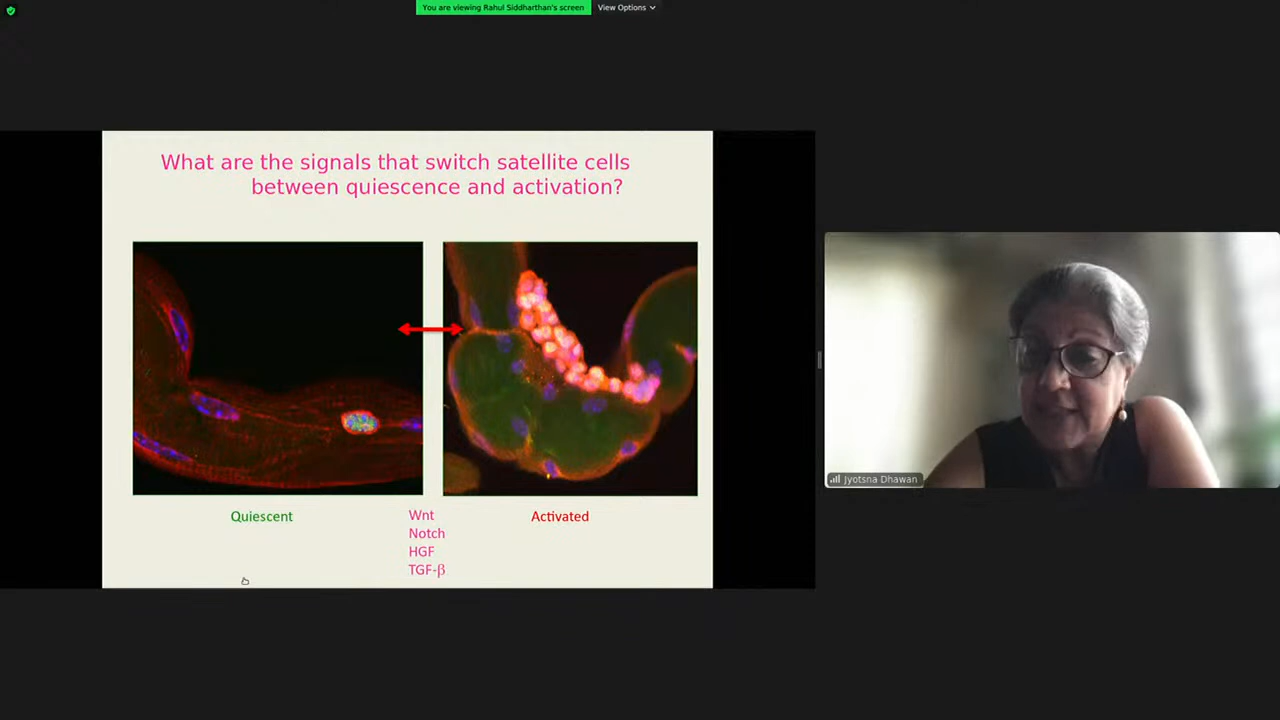 You are viewing Rahul Siddharthan's screen
View Options
What are the signals that switch satellite cells
between quiescence and activation?
Quiescent
Wnt
Notch
HGF
TGF-β
Activated
Jyotsna Dhawan